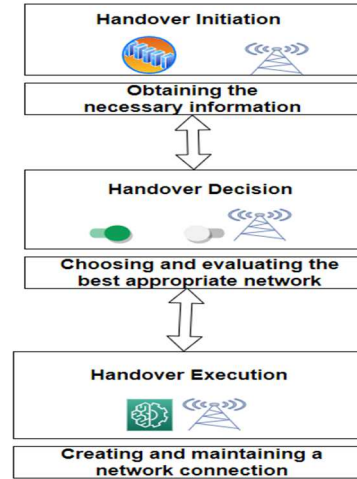 Handover Initiation
Obtaining the
necessary information
Handover Decision
Choosing and evaluating the
best appropriate network
Handover Execution
Creating and maintaining a
network connection